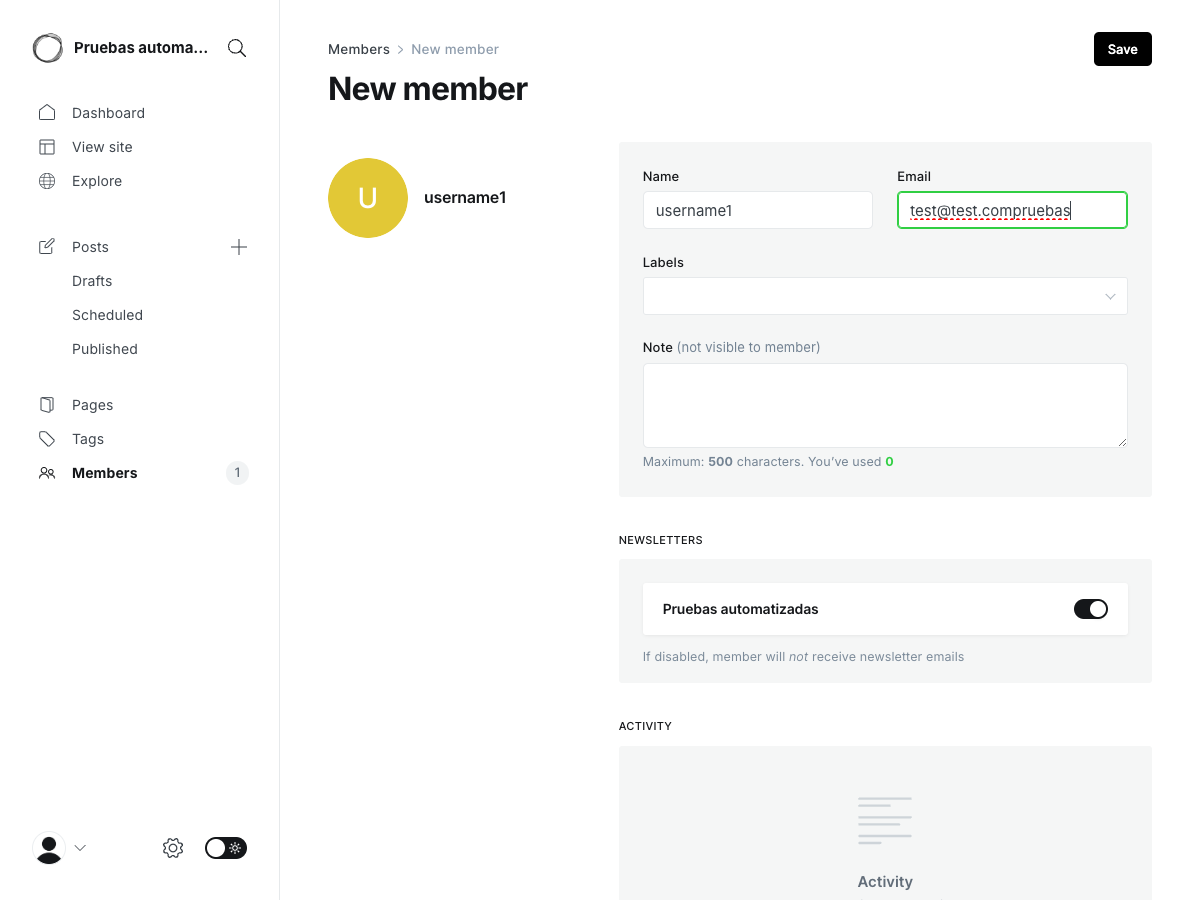 Pruebas automa...
Dashboard
View site
Explore
Posts
Drafts
Scheduled
Published
Pages
Tags
Members 1
Members > New member
Save
New member
U
username1
Name
Email
username1
test@test.compruebas
Labels
Note (not visible to member)
Maximum: 500 characters. You've used 0
NEWSLETTERS
Pruebas automatizadas
If disabled, member will not receive newsletter emails
ACTIVITY
Activity